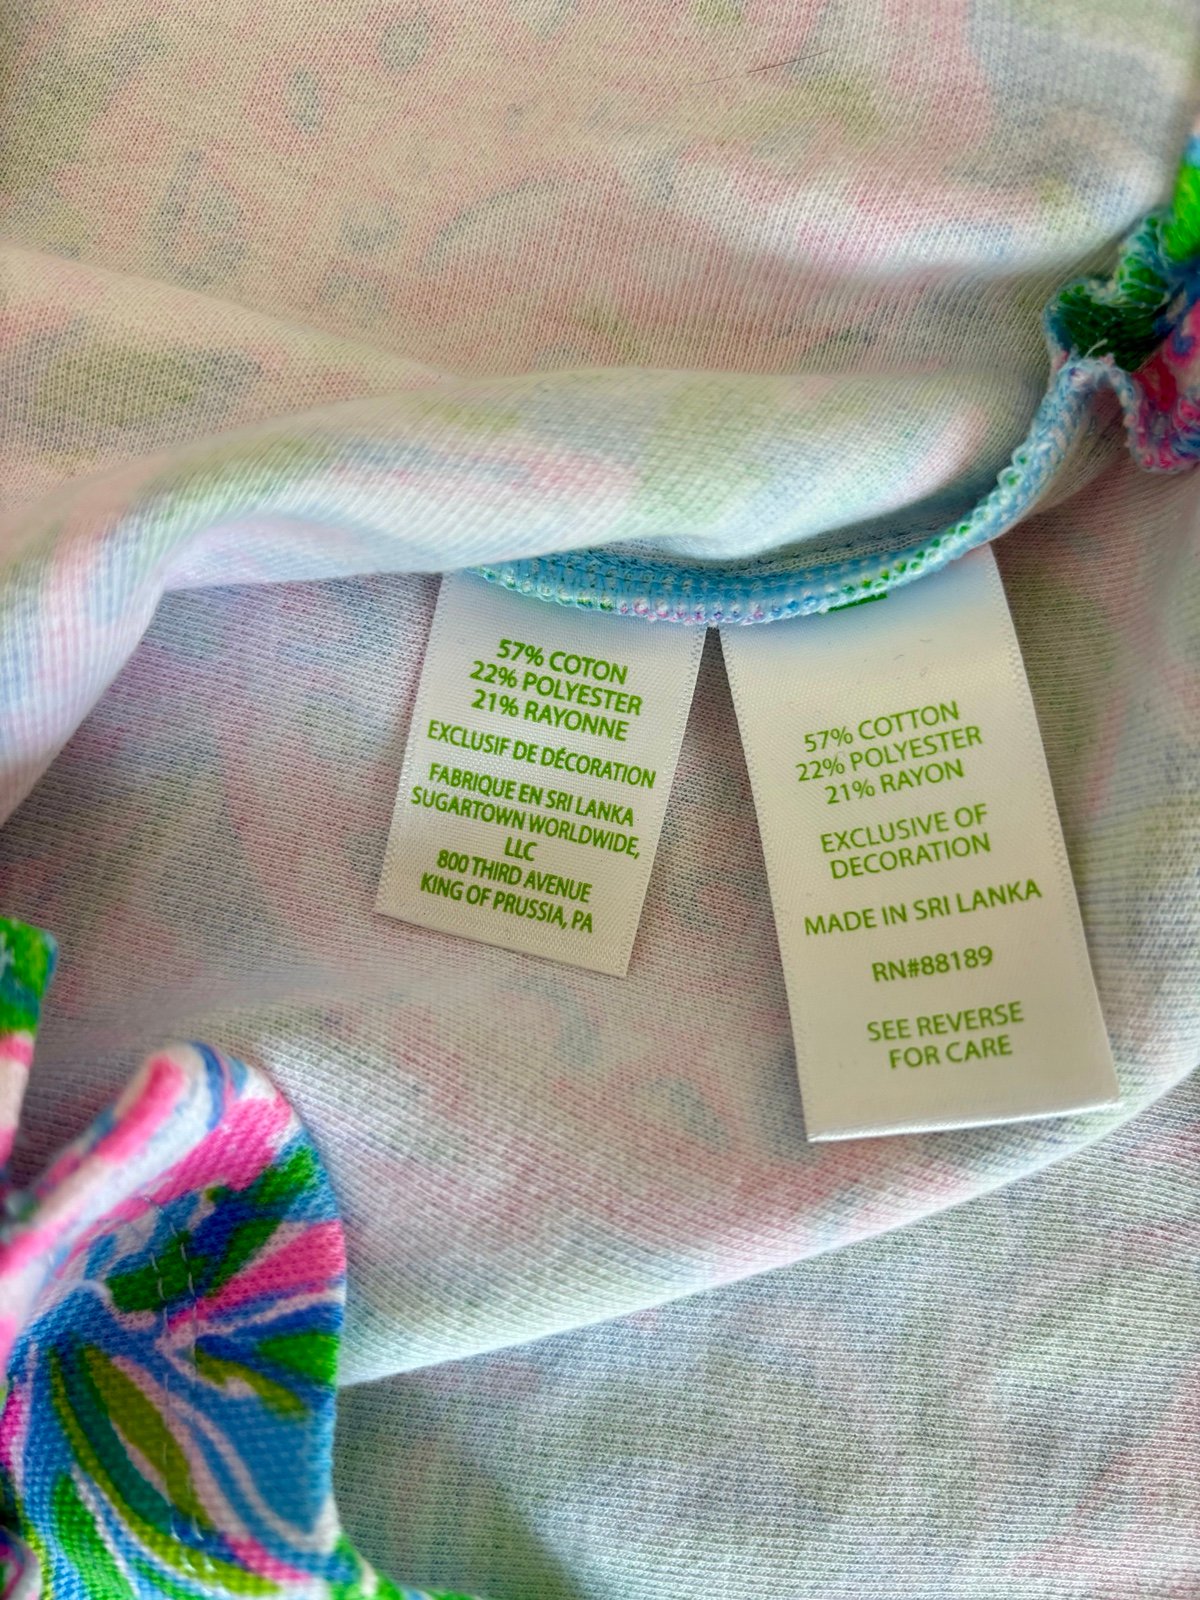 57% COTON
22% POLYESTER
21% RAYONNE
EXCLUSIF DE DÉCORATION
FABRIQUE EN SRI LANKA
SUGARTOWN WORLDWIDE,
LLC
800 THIRD AVENUE
KING OF PRUSSIA, PA
57% COTTON
22% POLYESTER
21% RAYON
EXCLUSIVE OF
DECORATION
MADE IN SRI LANKA
RN#88189
SEE REVERSE
FOR CARE